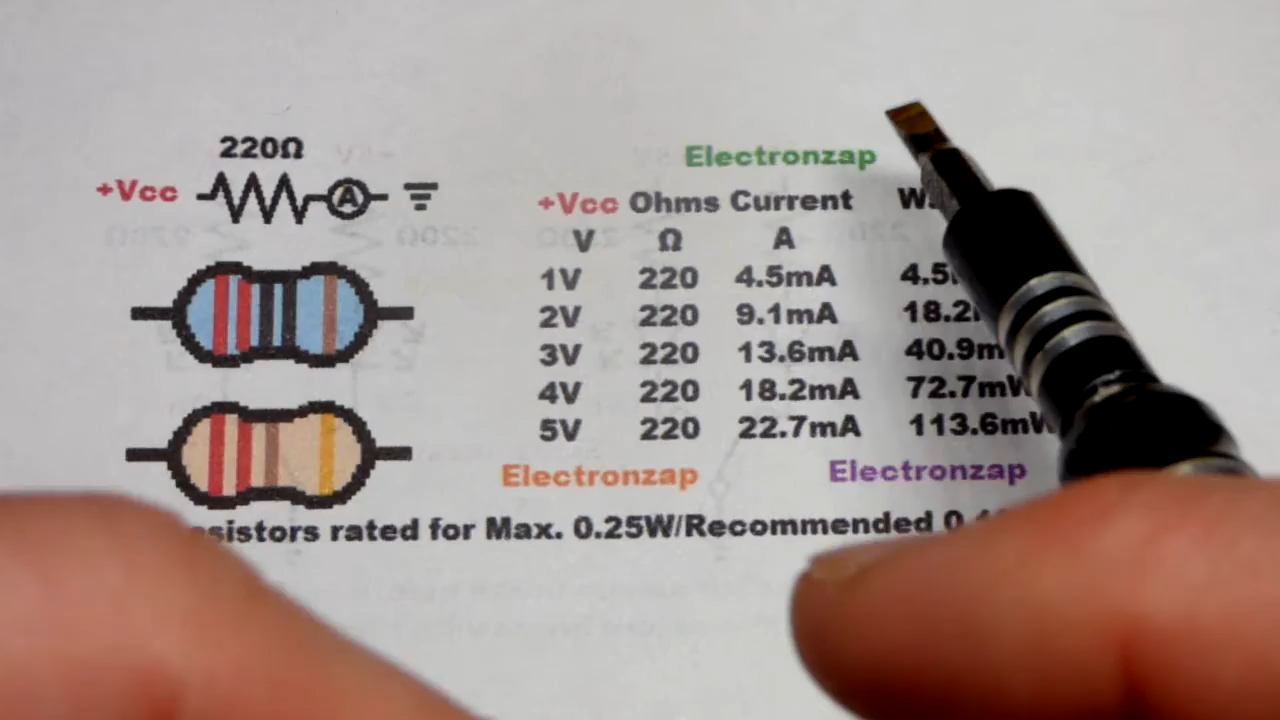 220Ω
+Vcc A
Electronzap
+Vcc Ohms Current
V Ω A
1V 220 4.5mA
2V 220 9.1mA
3V 220 13.6mA
4V 220 18.2mA 72.7mW
5V 220 22.7mA 113.6mW
Electronzap Electronzap
rated for Max. 0.25W/Recommended